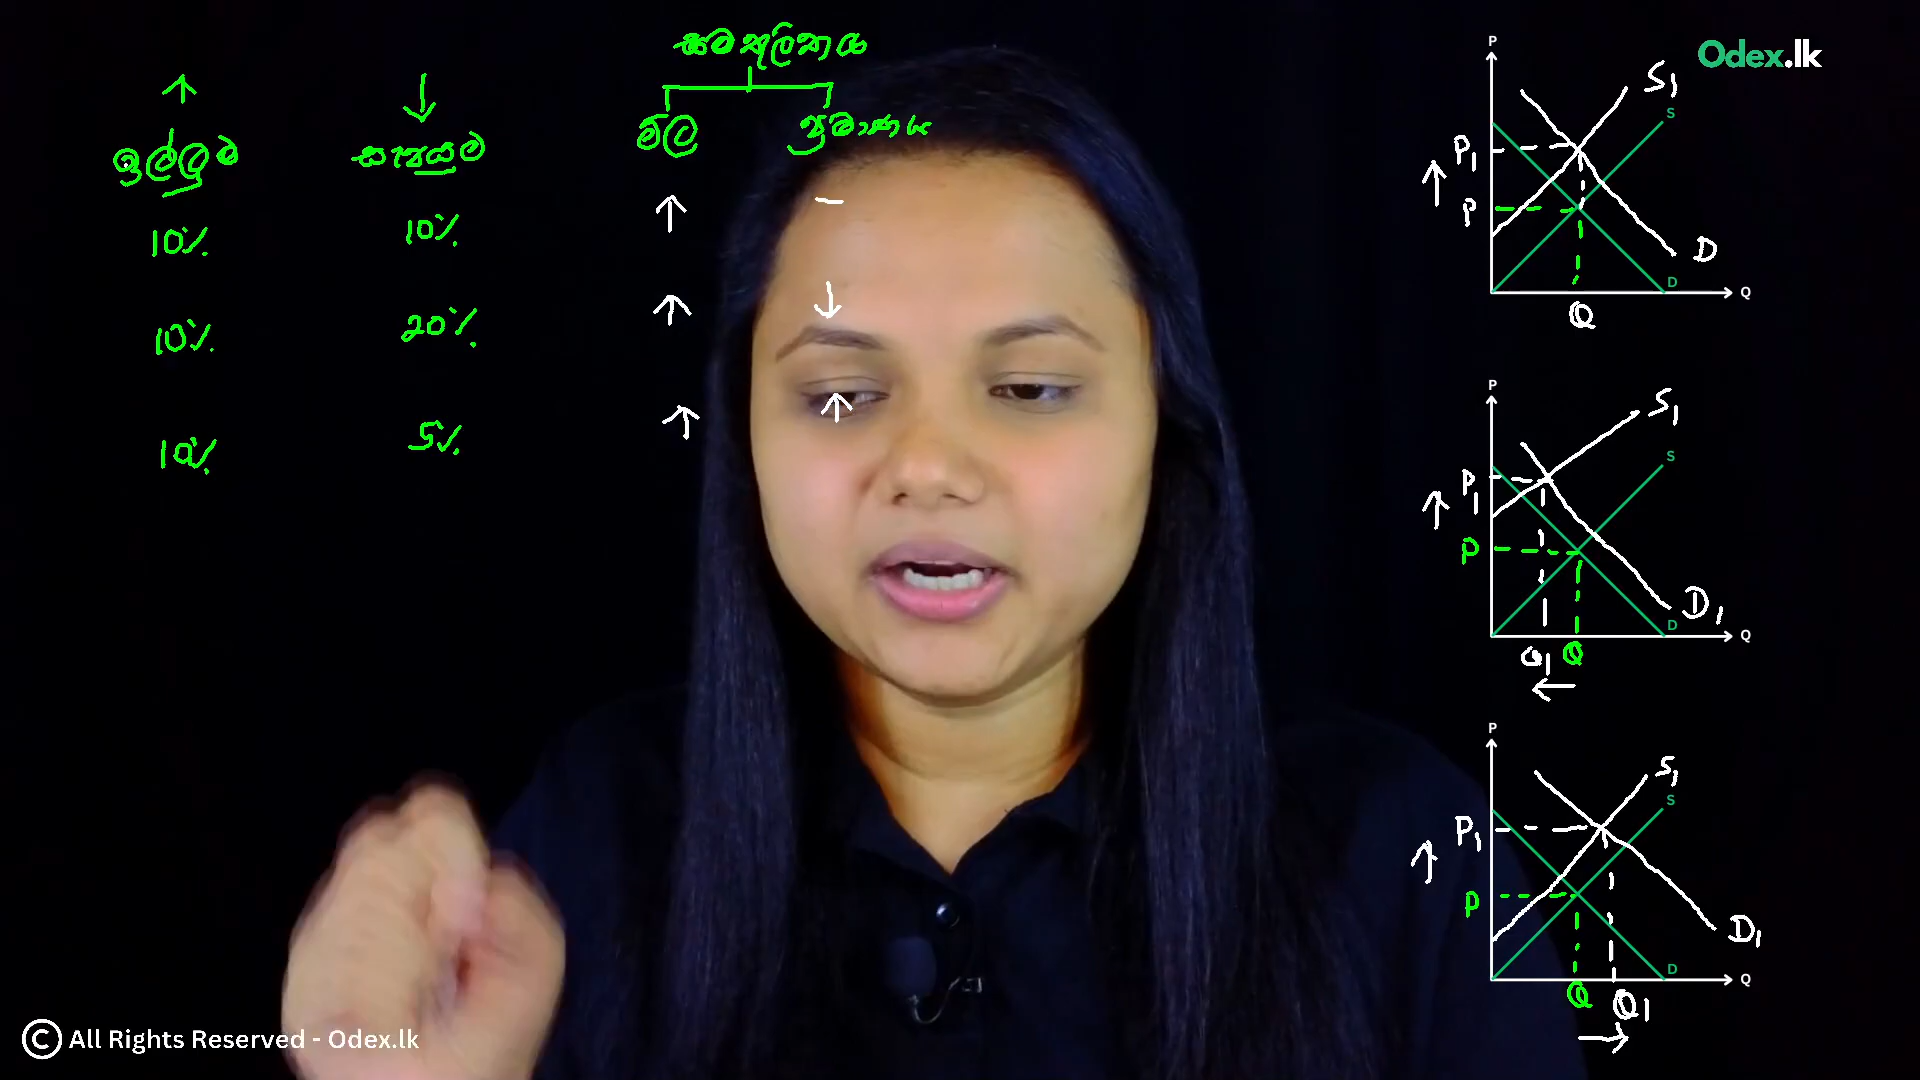 සමතුලිතය
↑ ↓
ඉල්ලුම සැපයුම මිල ප්‍රමාණය
10% 10% ↑ –
10% 20% ↑ ↓
10% 5% ↑ ↑
Odex.lk
P
S₁
S
P₁
↑
P
D
D
Q
Q
P
S₁
S
P₁
↑
P
D₁
D
Q
Q₁ Q
←
P
S₁
S
P₁
↑
P
D₁
D
Q
Q Q₁
→
© All Rights Reserved - Odex.lk